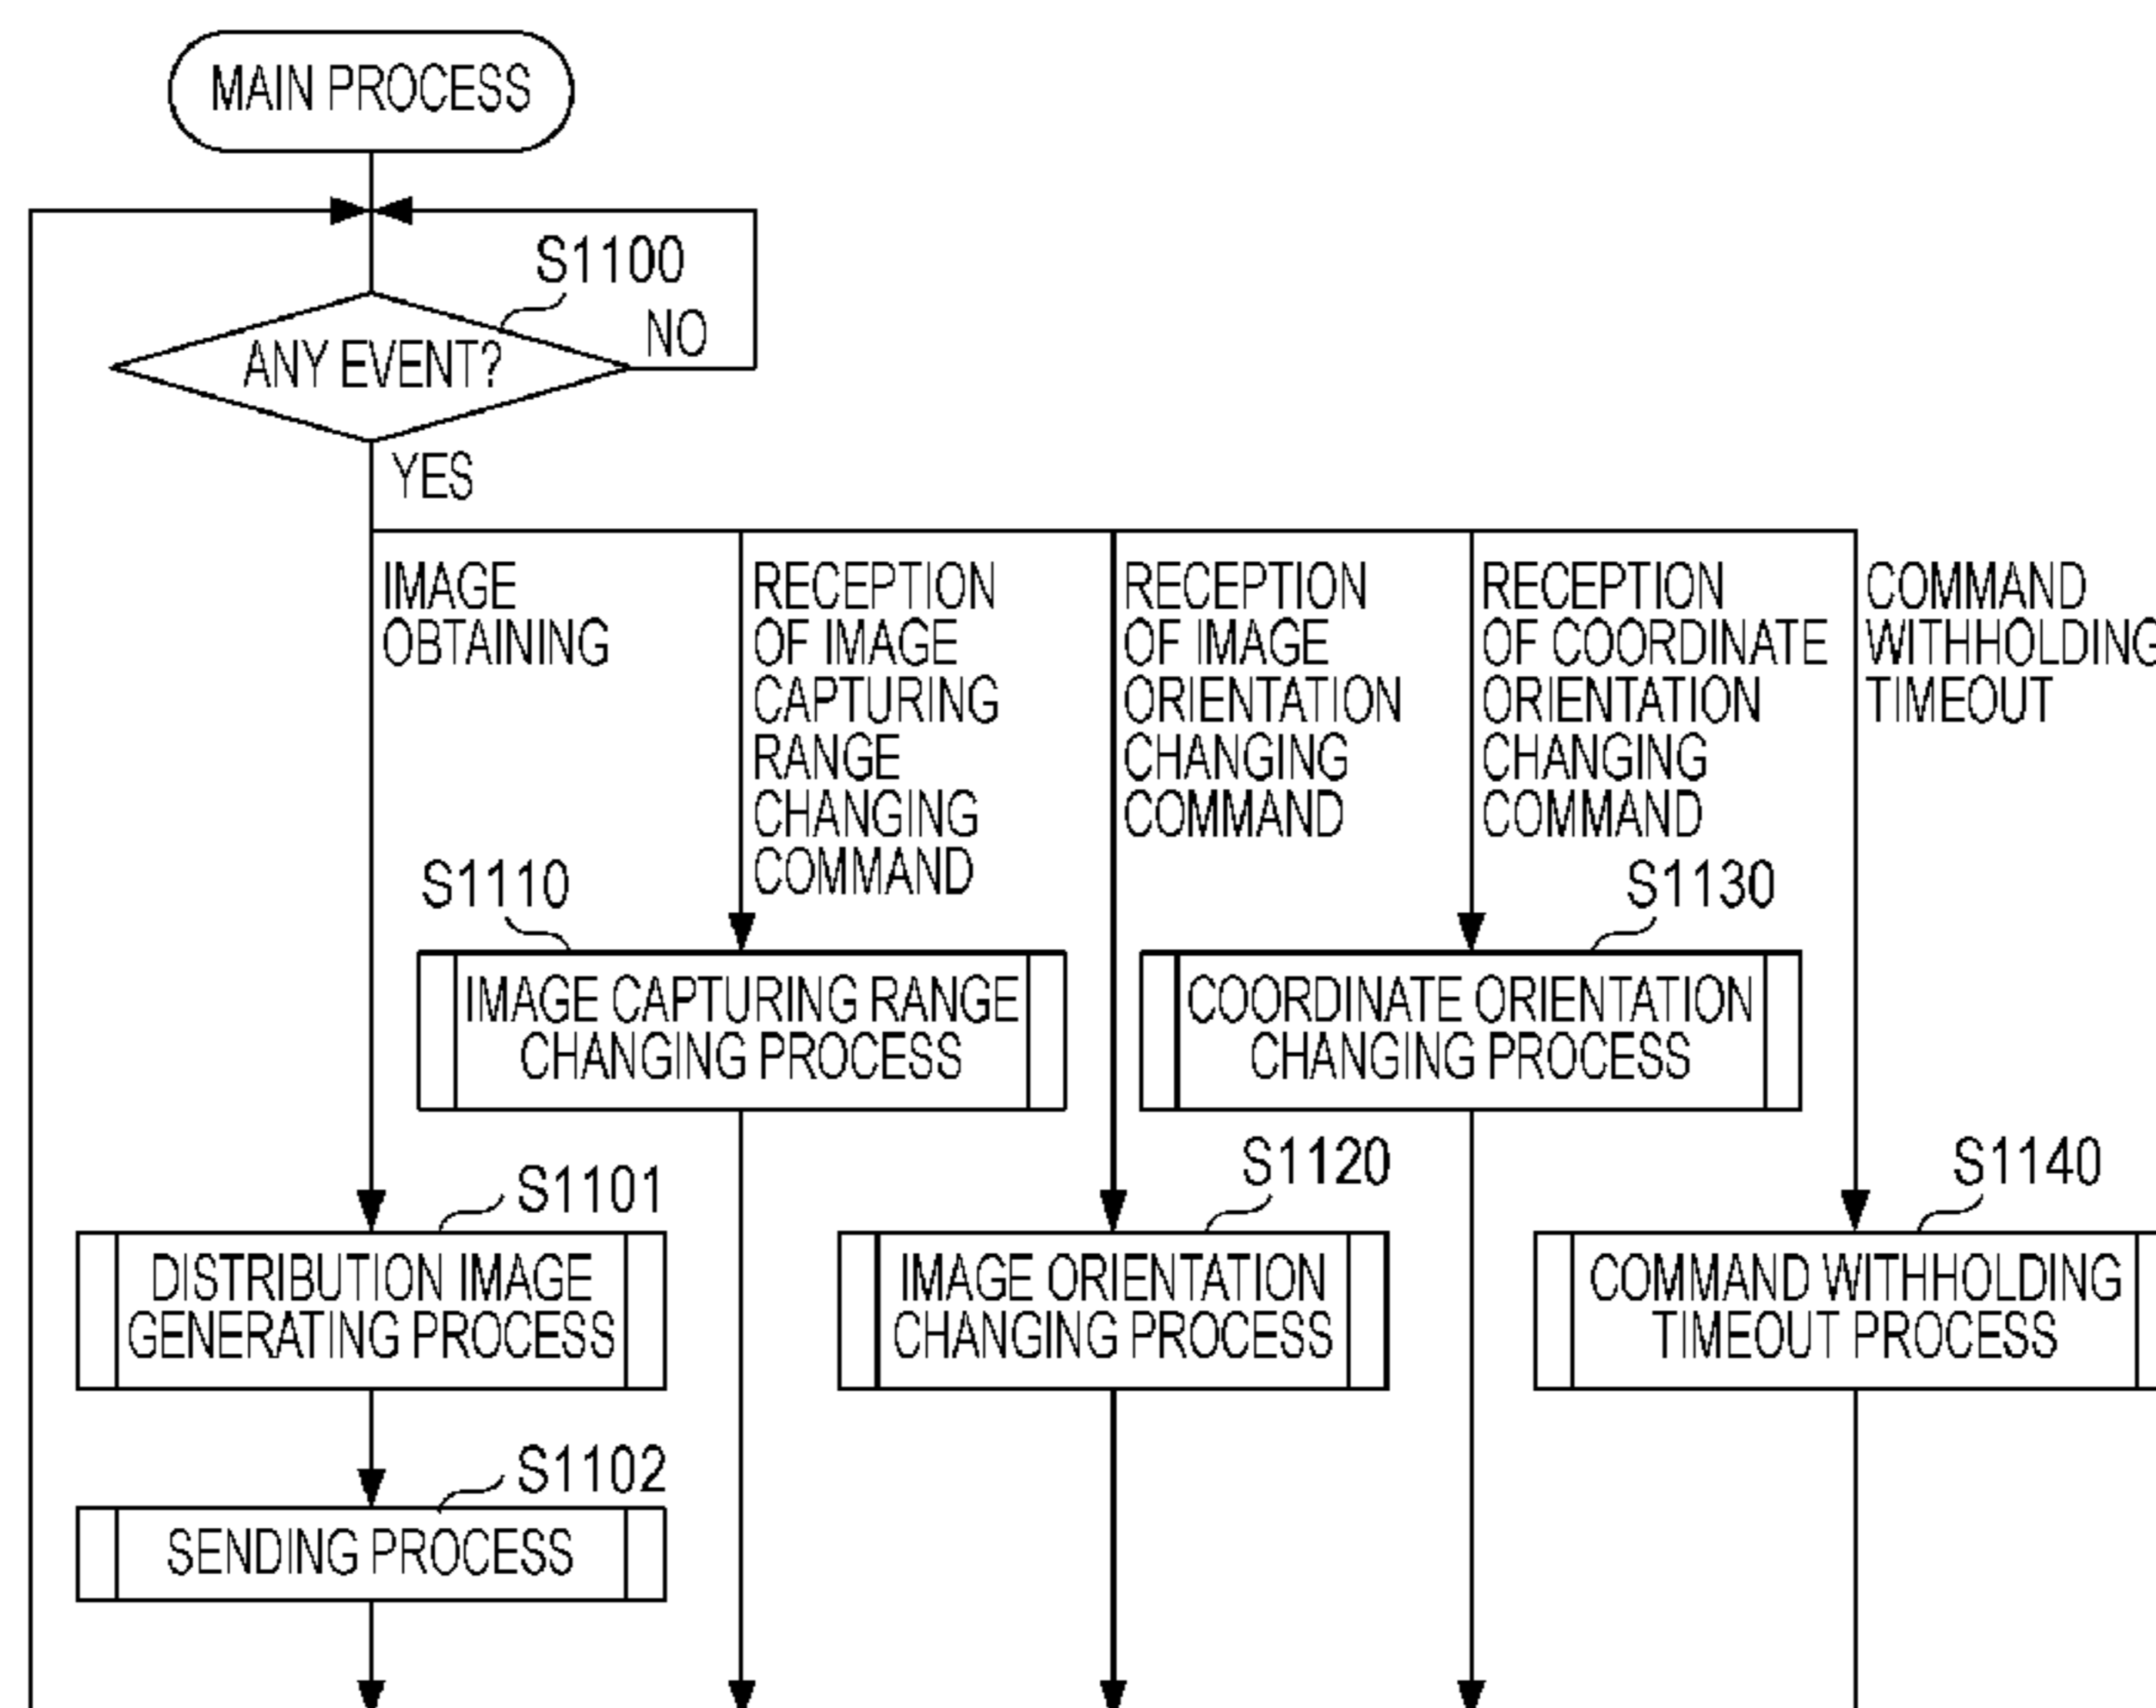 MAIN PROCESS
S1100
ANY EVENT?
NO
YES
IMAGE
OBTAINING
RECEPTION
OF IMAGE
CAPTURING
RANGE
CHANGING
COMMAND
RECEPTION
OF IMAGE
ORIENTATION
CHANGING
COMMAND
RECEPTION
OF COORDINATE
ORIENTATION
CHANGING
COMMAND
COMMAND
WITHHOLDING
TIMEOUT
S1110
IMAGE CAPTURING RANGE
CHANGING PROCESS
S1130
COORDINATE ORIENTATION
CHANGING PROCESS
S1101
DISTRIBUTION IMAGE
GENERATING PROCESS
S1120
IMAGE ORIENTATION
CHANGING PROCESS
S1140
COMMAND WITHHOLDING
TIMEOUT PROCESS
S1102
SENDING PROCESS